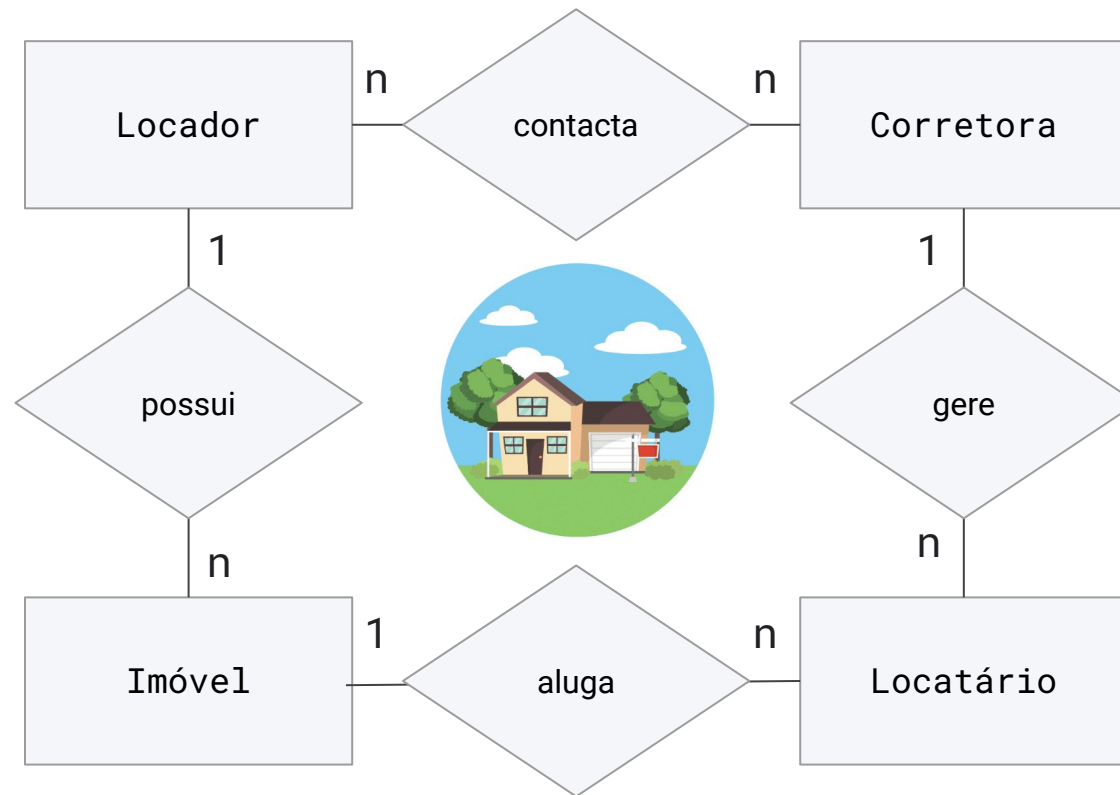 Locador
n
contacta
n
Corretora
1
1
possui
gere
n
n
Imóvel
1
aluga
n
Locatário